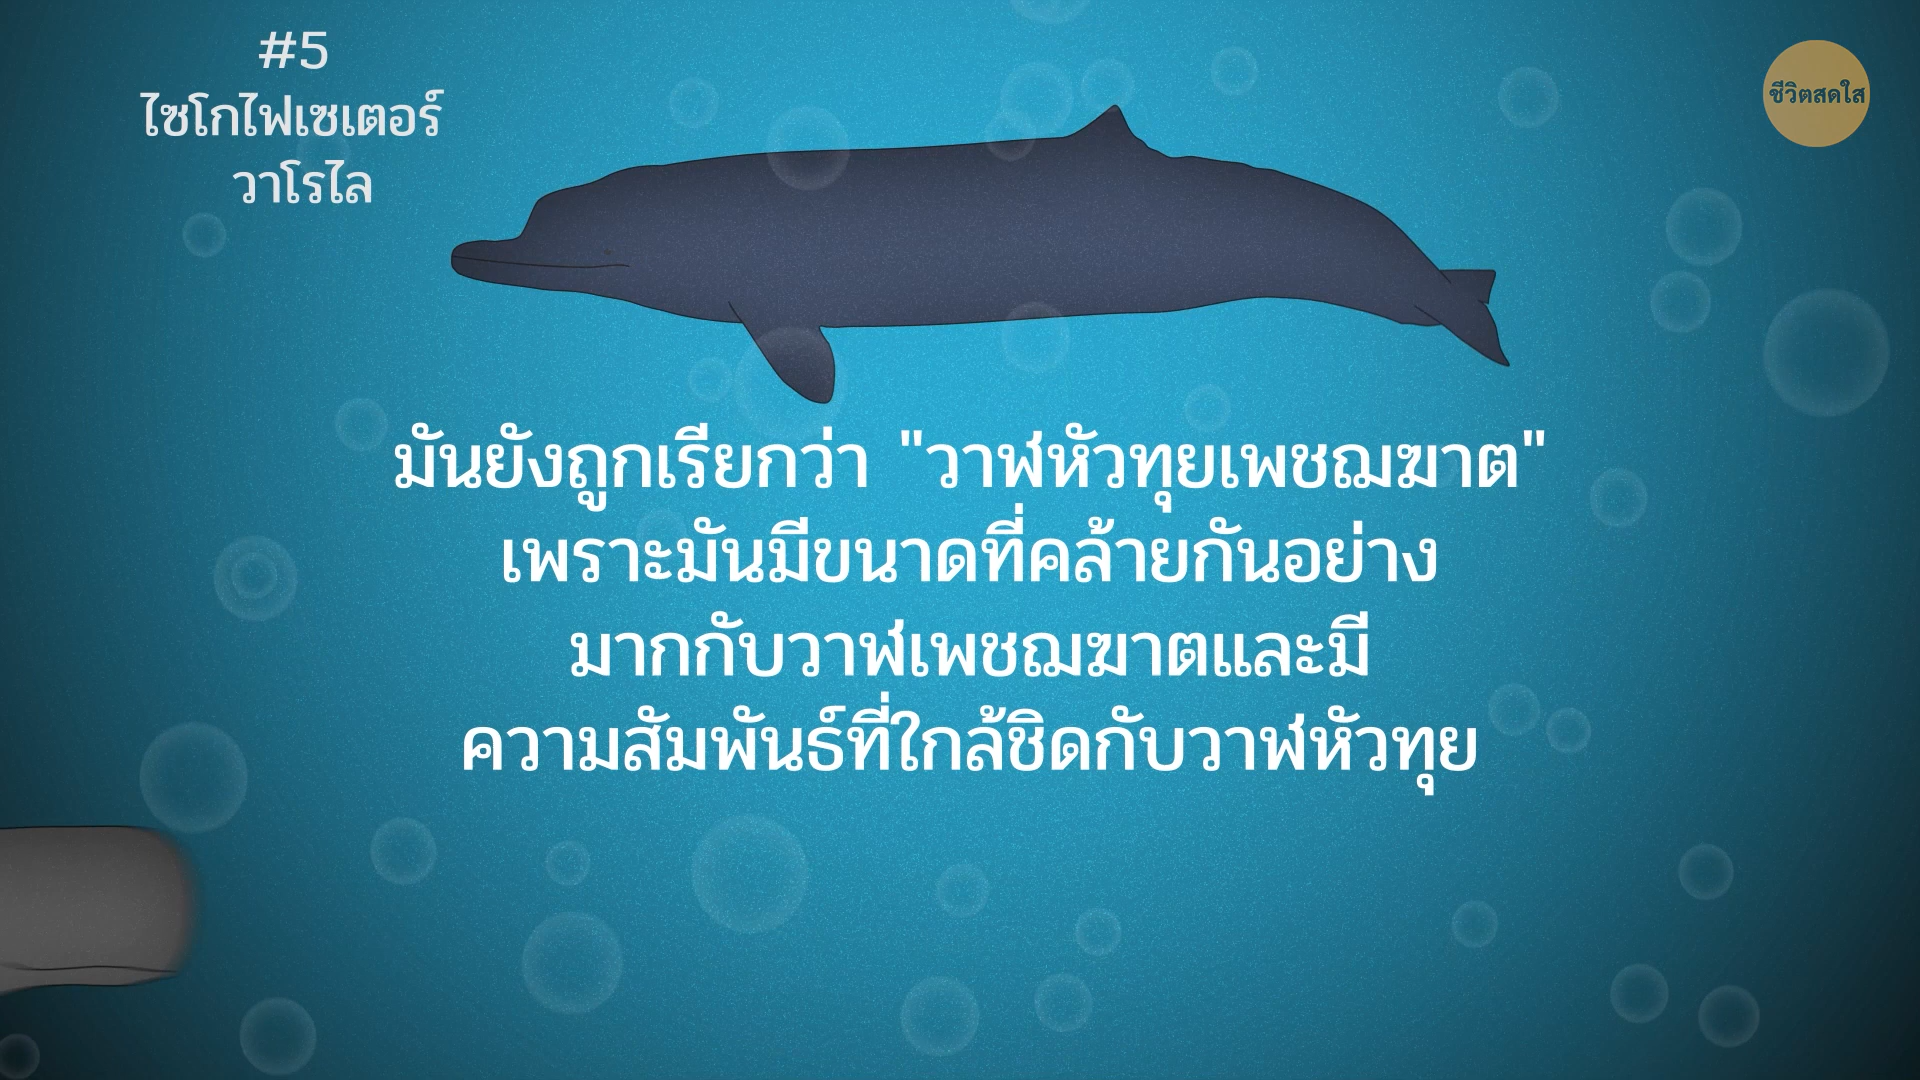 #5
ไซโกไฟเซเตอร์
วาโรไล
ชีวิตสดใส
มันยังถูกเรียกว่า "วาฬหัวทุยเพชฌฆาต"
เพราะมันมีขนาดที่คล้ายกันอย่าง
มากกับวาฬเพชฌฆาตและมี
ความสัมพันธ์ที่ใกล้ชิดกับวาฬหัวทุย